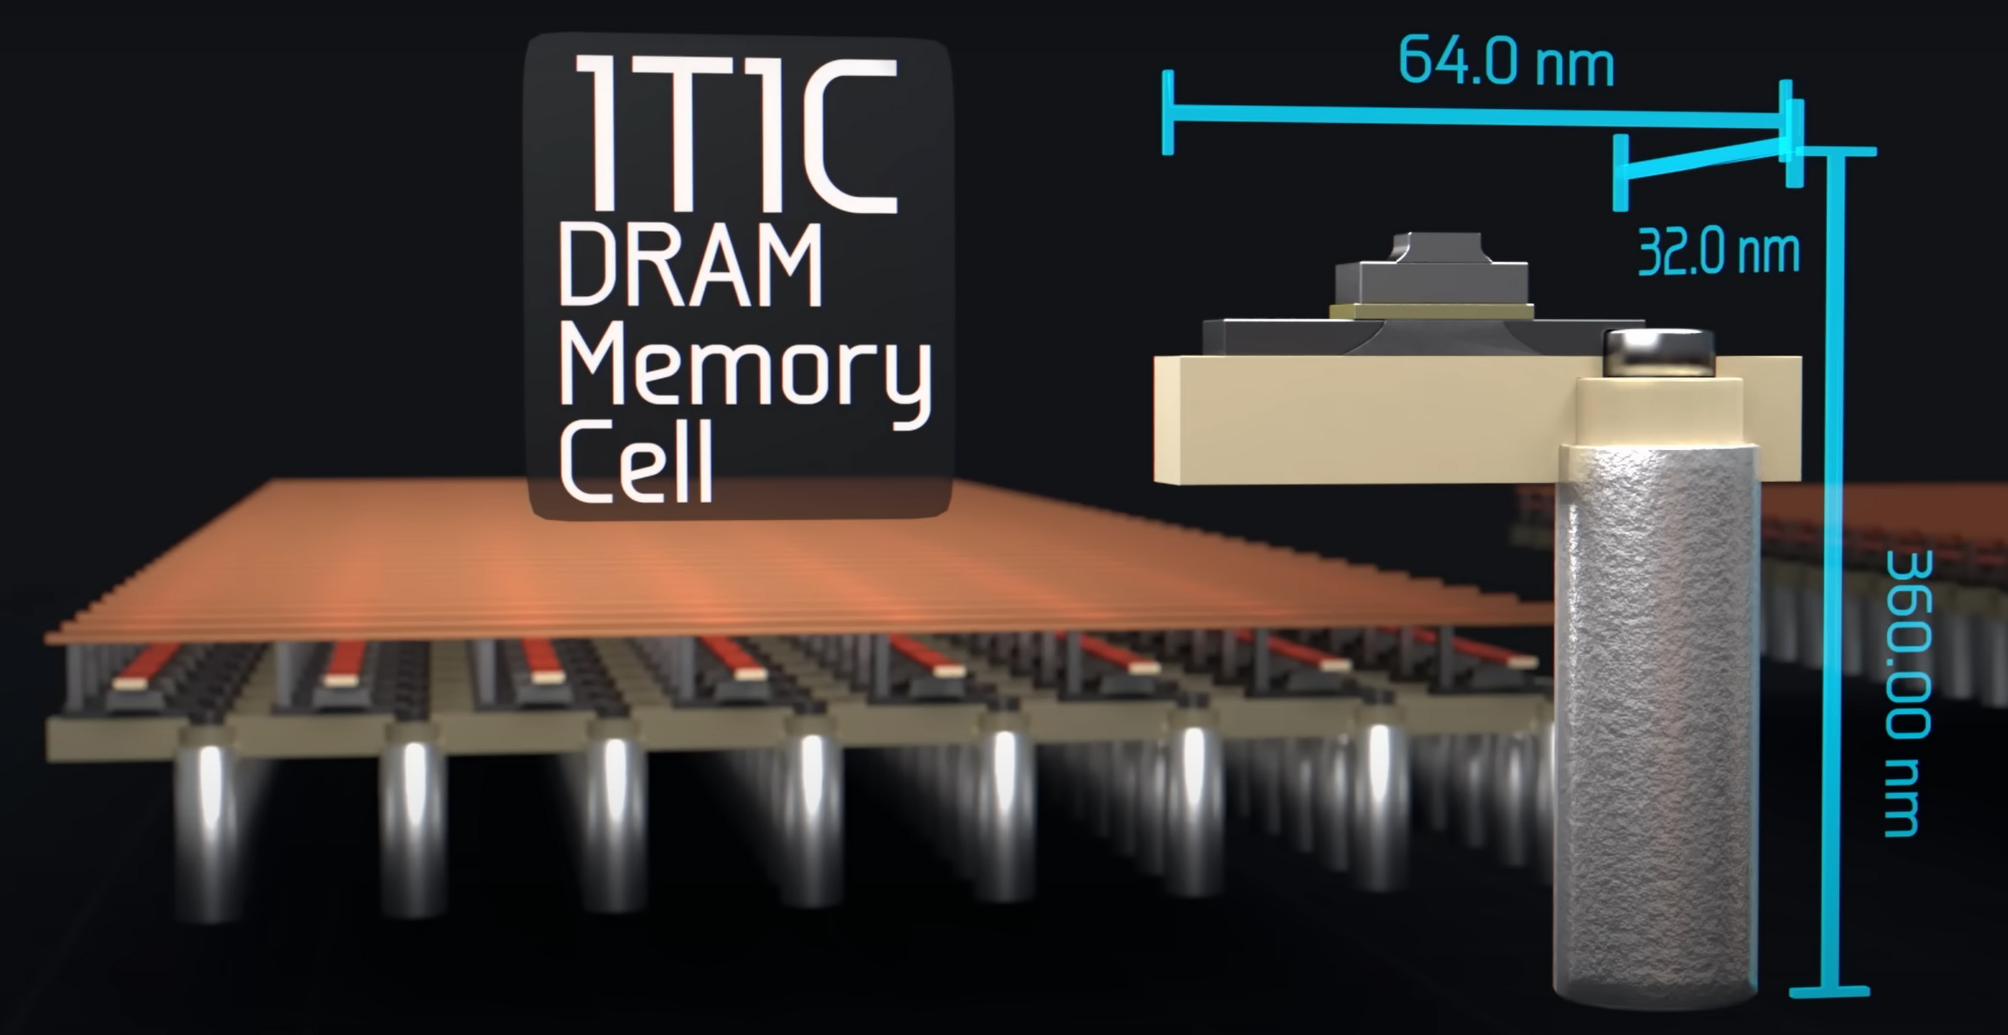 1T1C
DRAM
Memory
Cell
64.0 nm
32.0 nm
360.00 nm